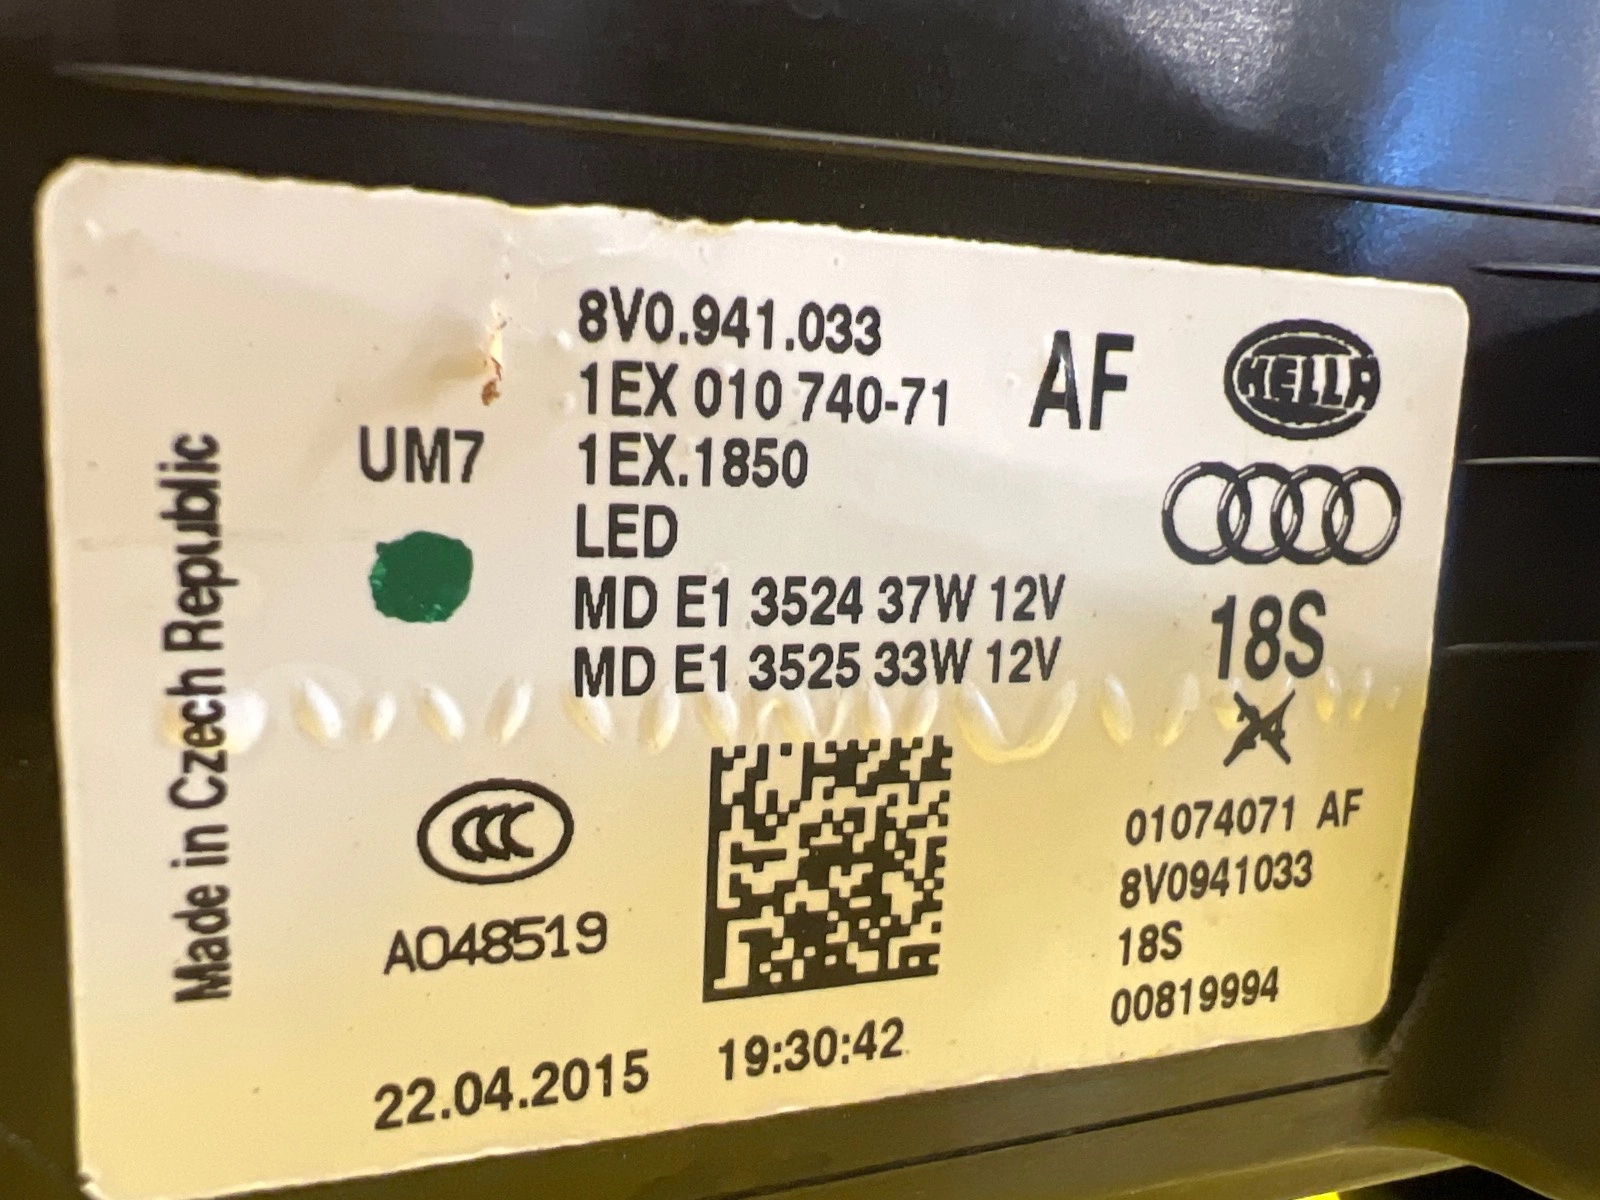 8V0.941.033
1EX 010 740-71
AF
HELLA
UM7
1EX.1850
LED
MD E1 3524 37W 12V
MD E1 3525 33W 12V
18S
Made in Czech Republic
CCC
A048519
01074071 AF
8V0941033
18S
00819994
22.04.2015
19:30:42